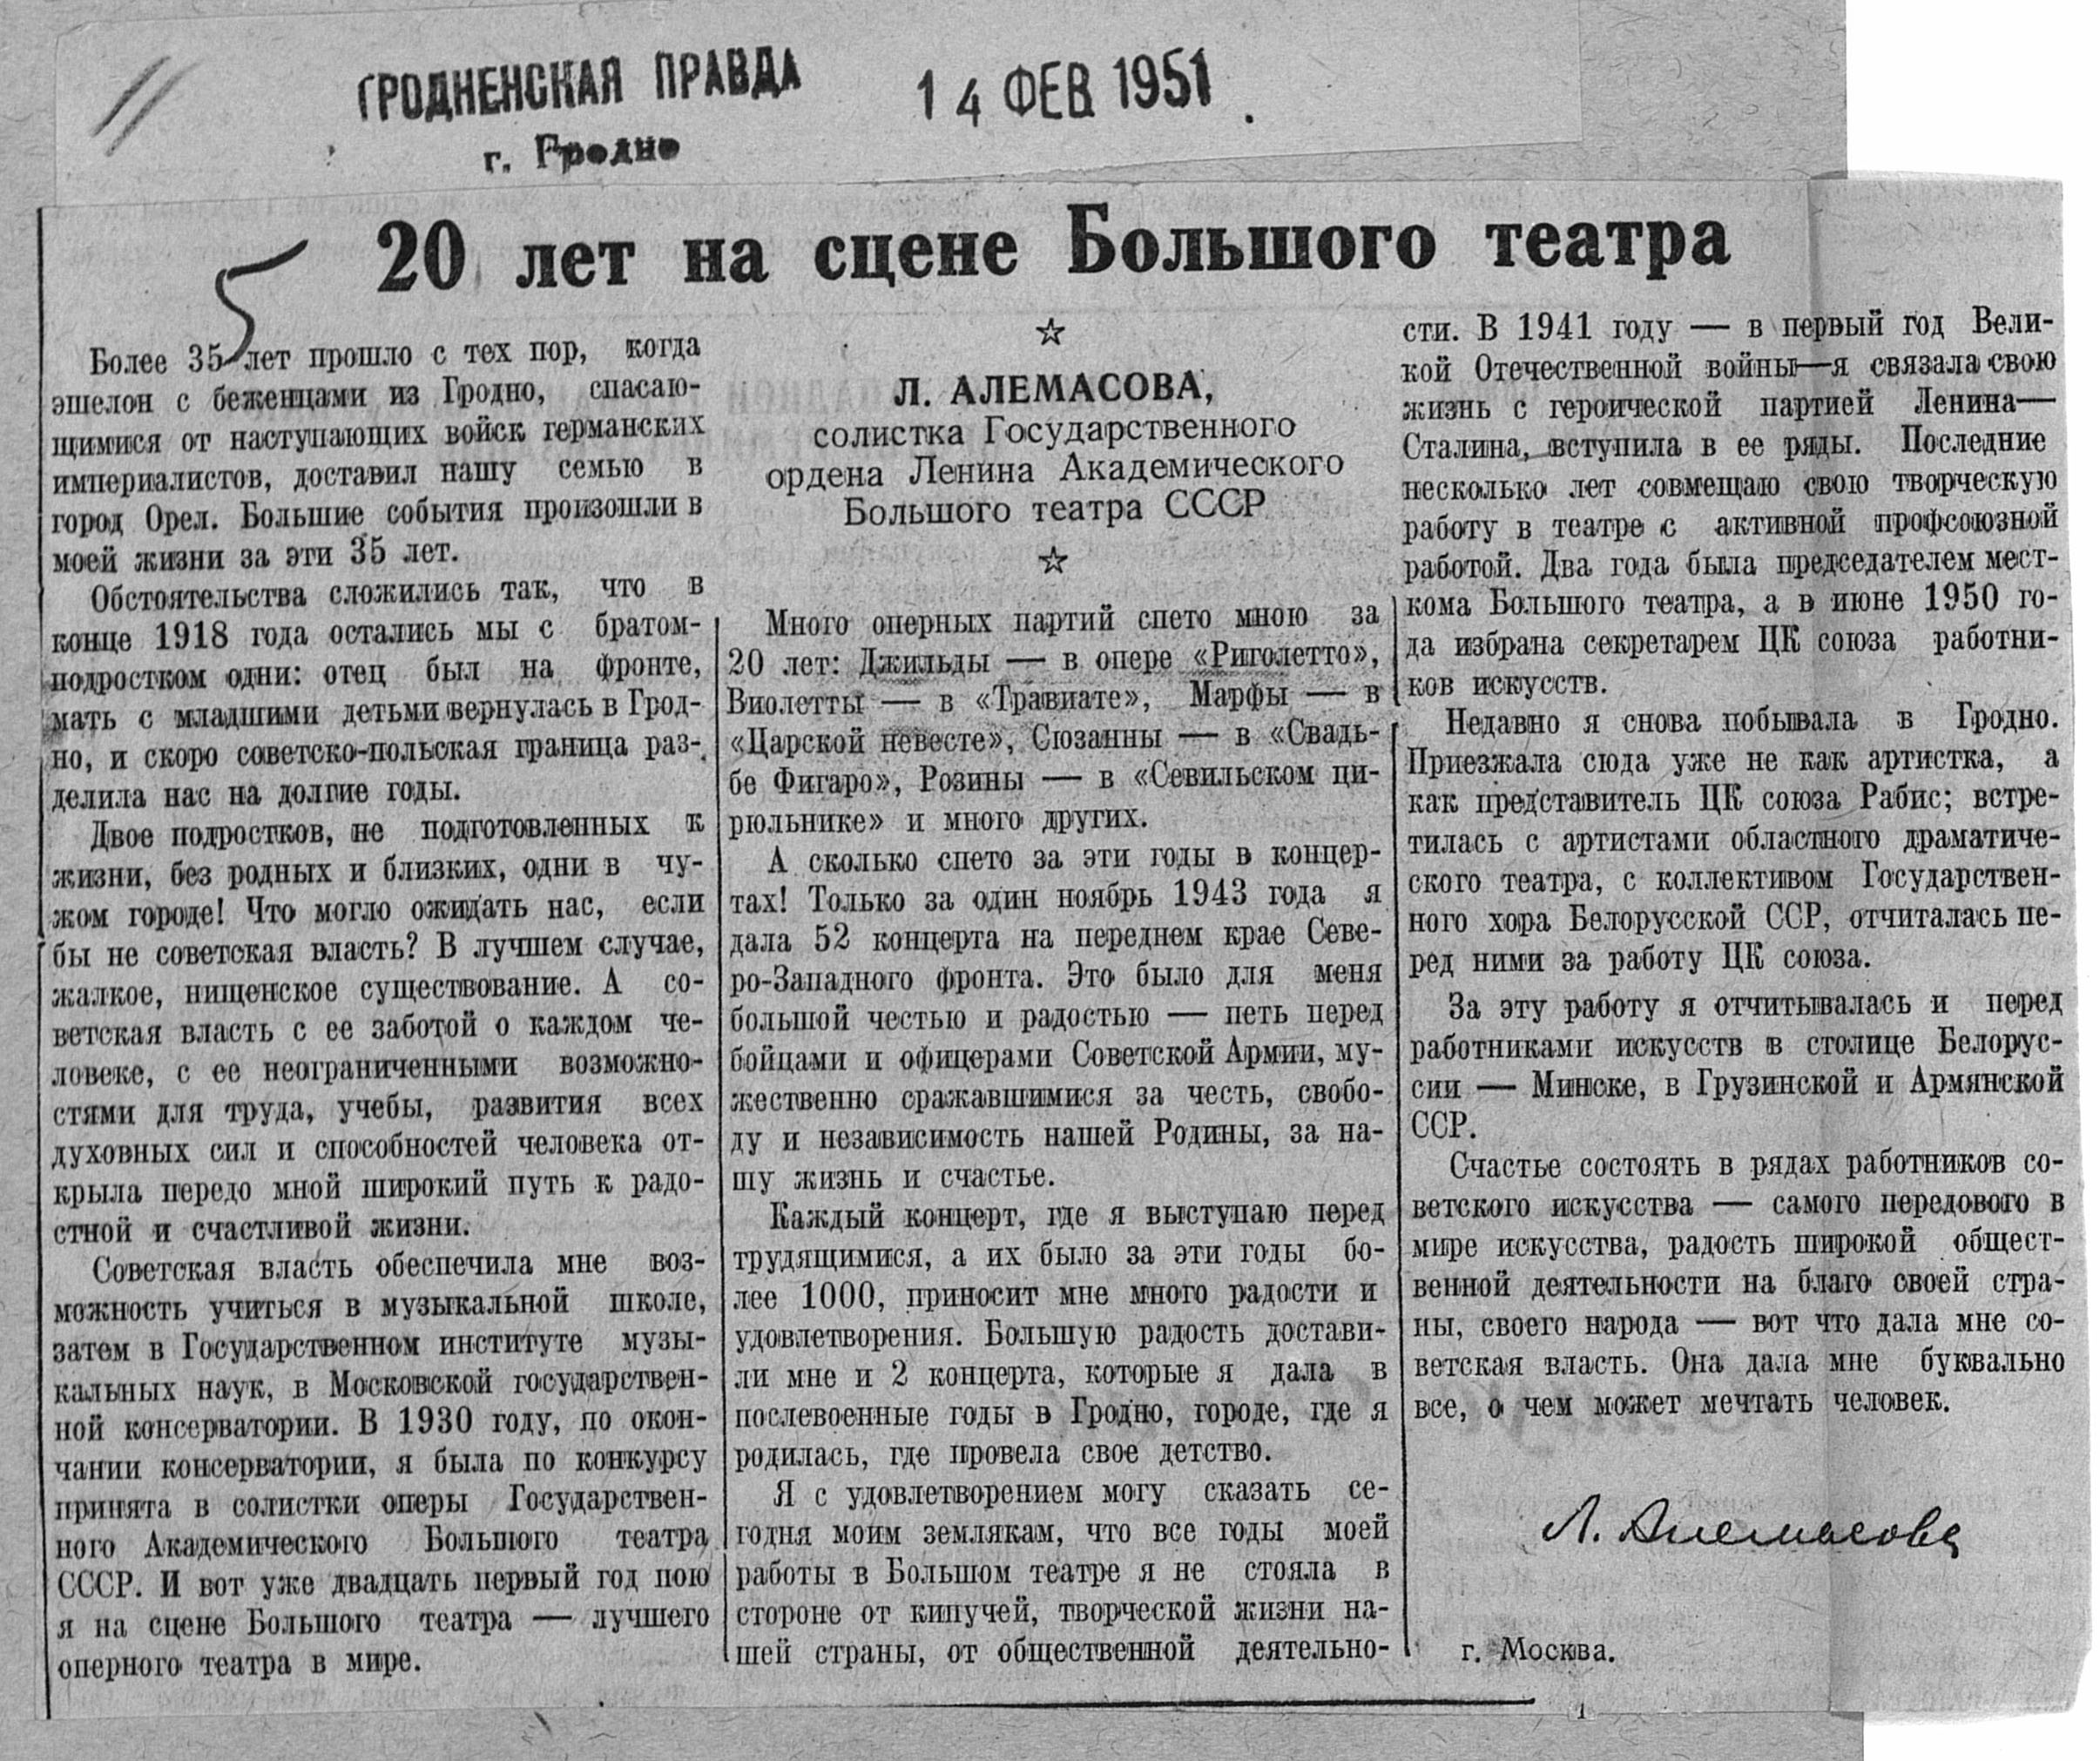 ГРОДНЕНСКАЯ ПРАВДА
г. Гродно
14 ФЕВ 1951
20 лет на сцене Большого театра
Более 35 лет прошло с тех пор, когда
эшелон с беженцами из Гродно, спасаю-
щимися от наступающих войск германских
империалистов, доставил нашу семью в
город Орел. Большие события произошли в
моей жизни за эти 35 лет.
Обстоятельства сложились так, что в
конце 1918 года остались мы с братом-
подростком одни: отец был на фронте,
мать с младшими детьми вернулась в Грод-
но, и скоро советско-польская граница раз-
делила нас на долгие годы.
Двое подростков, не подготовленных к
жизни, без родных и близких, одни в чу-
жом городе! Что могло ожидать нас, если
бы не советская власть? В лучшем случае,
жалкое, нищенское существование. А со-
ветская власть с ее заботой о каждом че-
ловеке, с ее неограниченными возможно-
стями для труда, учебы, развития всех
духовных сил и способностей человека от-
крыла передо мной широкий путь к радо-
стной и счастливой жизни.
Советская власть обеспечила мне воз-
можность учиться в музыкальной школе,
затем в Государственном институте музы-
кальных наук, в Московской государствен-
ной консерватории. В 1930 году, по окон-
чании консерватории, я была по конкурсу
принята в солистки оперы Государствен-
ного Академического Большого театра
СССР. И вот уже двадцать первый год пою
я на сцене Большого театра — лучшего
оперного театра в мире.
☆
Л. АЛЕМАСОВА,
солистка Государственного
ордена Ленина Академического
Большого театра СССР
☆
Много оперных партий спето мною за
20 лет: Джильды — в опере «Риголетто»,
Виолетты — в «Травиате», Марфы — в
«Царской невесте», Сюзанны — в «Свадь-
бе Фигаро», Розины — в «Севильском ци-
рюльнике» и много других.
А сколько спето за эти годы в концер-
тах! Только за один ноябрь 1943 года я
дала 52 концерта на переднем крае Севе-
ро-Западного фронта. Это было для меня
большой честью и радостью — петь перед
бойцами и офицерами Советской Армии, му-
жественно сражавшимися за честь, свобо-
ду и независимость нашей Родины, за на-
шу жизнь и счастье.
Каждый концерт, где я выступаю перед
трудящимися, а их было за эти годы бо-
лее 1000, приносит мне много радости и
удовлетворения. Большую радость достави-
ли мне и 2 концерта, которые я дала в
послевоенные годы в Гродно, городе, где я
родилась, где провела свое детство.
Я с удовлетворением могу сказать се-
годня моим землякам, что все годы моей
работы в Большом театре я не стояла в
стороне от кипучей, творческой жизни на-
шей страны, от общественной деятельно-
сти. В 1941 году — в первый год Вели-
кой Отечественной войны—я связала свою
жизнь с героической партией Ленина—
Сталина, вступила в ее ряды. Последние
несколько лет совмещаю свою творческую
работу в театре с активной профсоюзной
работой. Два года была председателем мест-
кома Большого театра, а в июне 1950 го-
да избрана секретарем ЦК союза работни-
ков искусств.
Недавно я снова побывала в Гродно.
Приезжала сюда уже не как артистка, а
как представитель ЦК союза Рабис; встре-
тилась с артистами областного драматиче-
ского театра, с коллективом Государствен-
ного хора Белорусской ССР, отчиталась пе-
ред ними за работу ЦК союза.
За эту работу я отчитывалась и перед
работниками искусств в столице Белорус-
сии — Минске, в Грузинской и Армянской
ССР.
Счастье состоять в рядах работников со-
ветского искусства — самого передового в
мире искусства, радость широкой общест-
венной деятельности на благо своей стра-
ны, своего народа — вот что дала мне со-
ветская власть. Она дала мне буквально
все, о чем может мечтать человек.
Л. Алемасова
г. Москва.